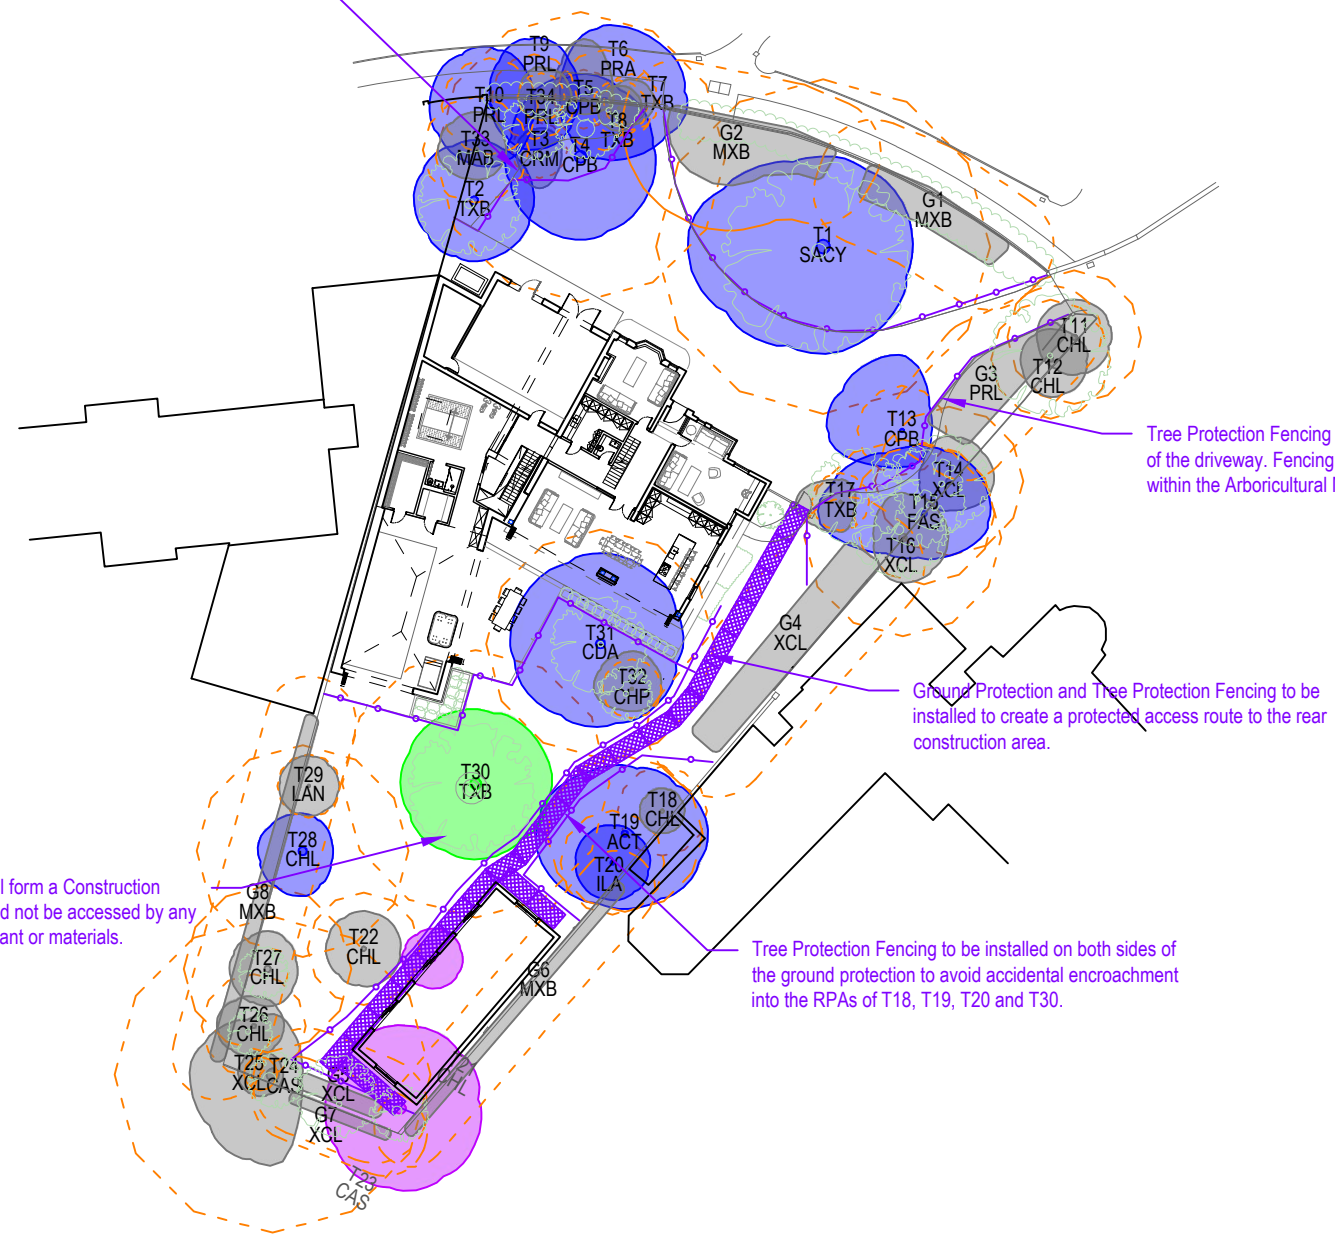 T9
PRL
T6
PRA
T10
PRL
T34
T5
CPB
T7
TXB
T8
TXB
T33
MAB
T3
CRM
T4
CPB
T2
TXB
G2
MXB
G1
MXB
T1
SACY
T11
CHL
T12
CHL
G3
PRL
T13
CPB
T14
XCL
T17
TXB
T15
FAS
T16
XCL
Tree Protection Fencing
of the driveway. Fencing
within the Arboricultural
G4
XCL
T31
CDA
T32
CHP
Ground Protection and Tree Protection Fencing to be
installed to create a protected access route to the rear
construction area.
T30
TXB
T29
LAN
T28
CHL
T18
CHL
T19
ACT
T20
ILA
l form a Construction
d not be accessed by any
ant or materials.
G8
MXB
T22
CHL
T27
CHL
T26
CHL
T25
XCL
T24
CAS
G6
MXB
Tree Protection Fencing to be installed on both sides of
the ground protection to avoid accidental encroachment
into the RPAs of T18, T19, T20 and T30.
G5
XCL
G7
XCL
T23
CAS